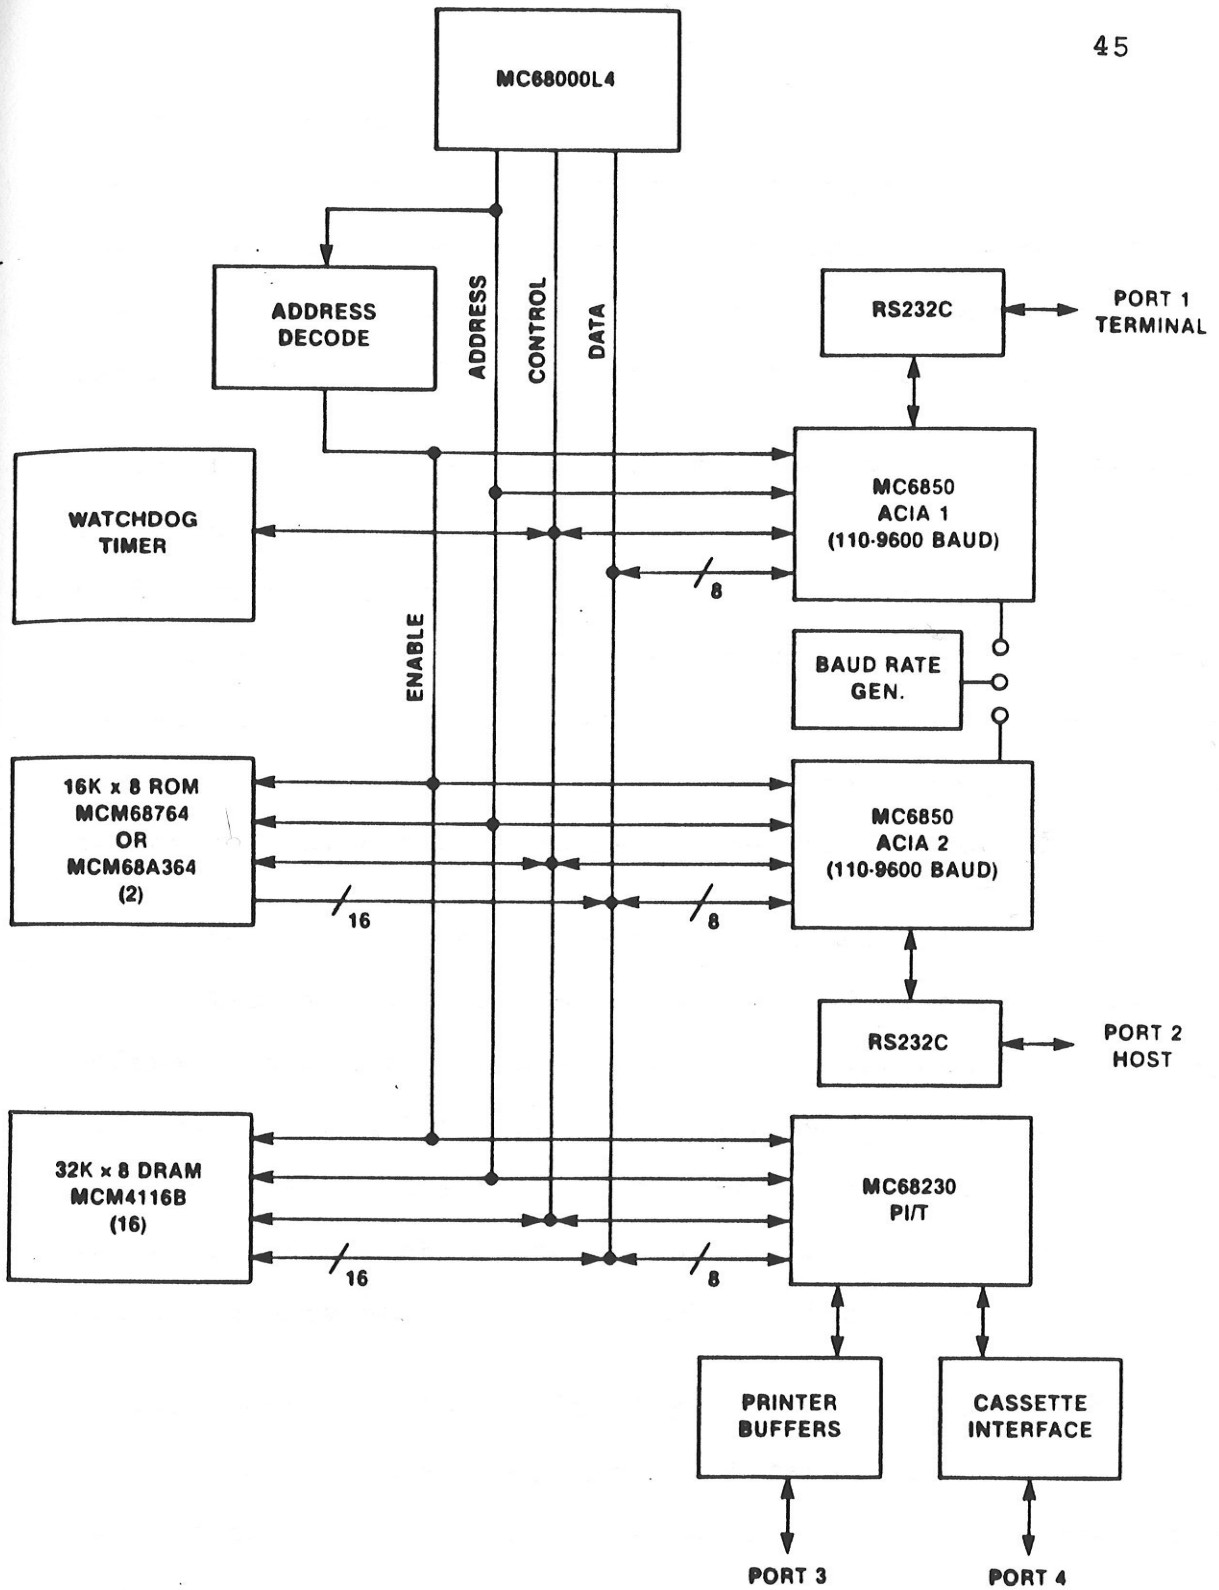 45
MC68000L4
ADDRESS
DECODE
ADDRESS
CONTROL
DATA
RS232C
PORT 1
TERMINAL
WATCHDOG
TIMER
MC6850
ACIA 1
(110-9600 BAUD)
8
ENABLE
BAUD RATE
GEN.
16K x 8 ROM
MCM68764
OR
MCM68A364
(2)
16
8
MC6850
ACIA 2
(110-9600 BAUD)
RS232C
PORT 2
HOST
32K x 8 DRAM
MCM4116B
(16)
16
8
MC68230
PI/T
PRINTER
BUFFERS
CASSETTE
INTERFACE
PORT 3
PORT 4